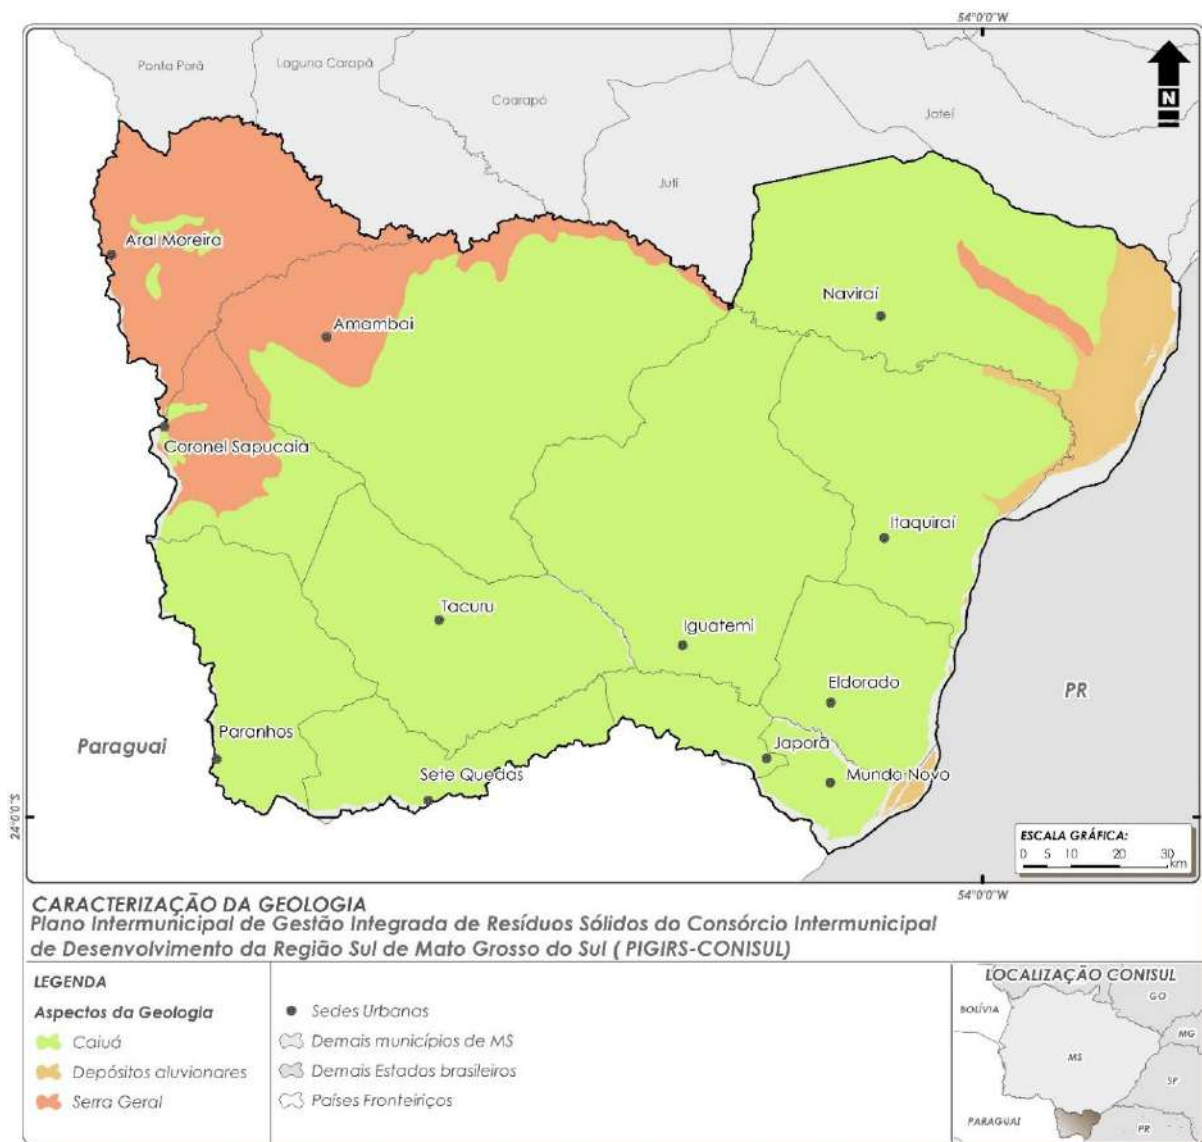 54°0'0"W
Ponta Porã
Laguna Carapã
Caarapó
Jateí
Juti
N
Aral Moreira
Amambai
Naviraí
Coronel Sapucaia
Itaquiraí
Tacuru
Iguatemi
Eldorado
PR
Paraguai
Paranhos
Japorã
Sete Quedas
Mundo Novo
24°0'0"S
ESCALA GRÁFICA:
0 5 10 20 30
km
54°0'0"W
CARACTERIZAÇÃO DA GEOLOGIA
Plano Intermunicipal de Gestão Integrada de Resíduos Sólidos do Consórcio Intermunicipal
de Desenvolvimento da Região Sul de Mato Grosso do Sul ( PIGIRS-CONISUL)
LEGENDA
Aspectos da Geologia
Caiuá
Depósitos aluvionares
Serra Geral
Sedes Urbanas
Demais municípios de MS
Demais Estados brasileiros
Países Fronteiriços
LOCALIZAÇÃO CONISUL
BOLÍVIA
GO
MG
MS
SP
PARAGUAI
PR